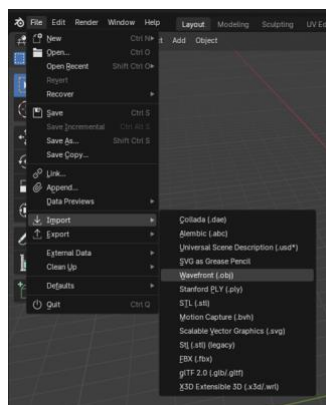 File Edit Render Window Help Layout Modeling Sculpting UV Ed
New Ctrl N
Add Object
Open... Ctrl O
Open Recent Shift Ctrl O
Revert
Recover
Save Ctrl S
Save Incremental Ctrl Alt S
Save As... Shift Ctrl S
Save Copy...
Link...
Append...
Data Previews
Import
Export
External Data
Clean Up
Defaults
Quit Ctrl Q
Collada (.dae)
Alembic (.abc)
Universal Scene Description (.usd*)
SVG as Grease Pencil
Wavefront (.obj)
Stanford PLY (.ply)
STL (.stl)
Motion Capture (.bvh)
Scalable Vector Graphics (.svg)
Stl (.stl) (legacy)
FBX (.fbx)
glTF 2.0 (.glb/.gltf)
X3D Extensible 3D (.x3d/.wrl)